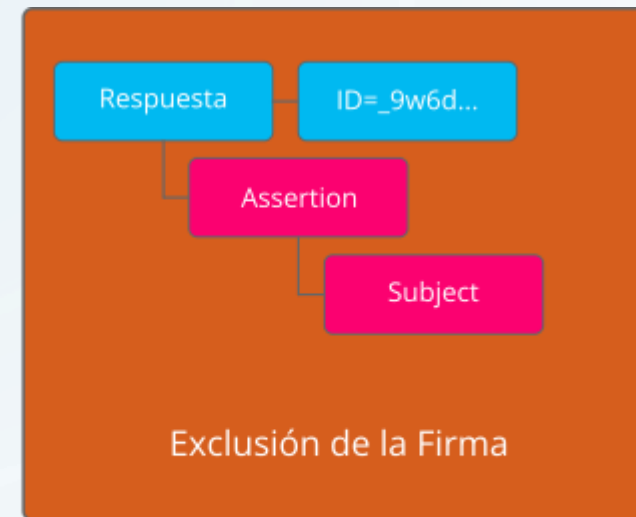 Respuesta
ID=_9w6d...
Assertion
Subject
Exclusión de la Firma